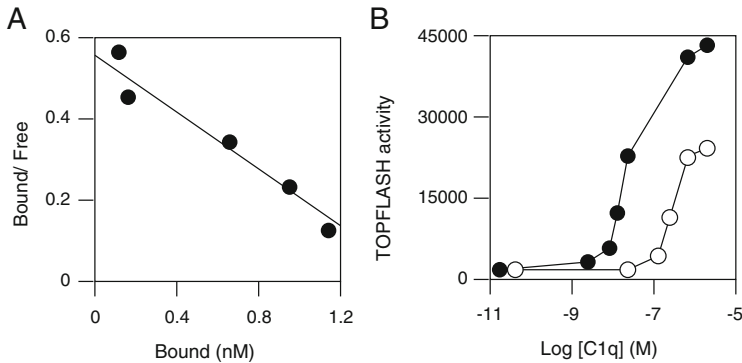 A
0.6
0.4
0.2
0
Bound/ Free
0 0.4 0.8 1.2
Bound (nM)
B
45000
30000
15000
0
TOPFLASH activity
-11 -9 -7 -5
Log [C1q] (M)